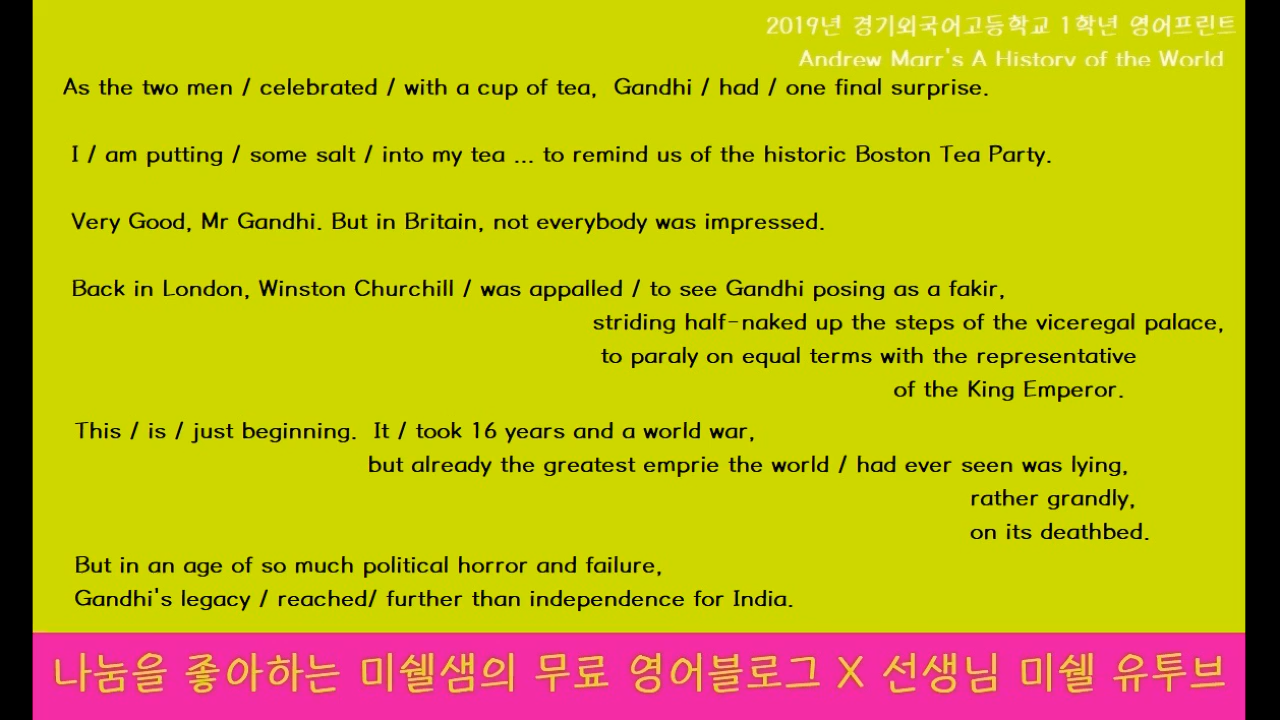 2019년 경기외국어고등학교 1학년 영어프린트
Andrew Marr's A History of the World
As the two men / celebrated / with a cup of tea, Gandhi / had / one final surprise.
I / am putting / some salt / into my tea ... to remind us of the historic Boston Tea Party.
Very Good, Mr Gandhi. But in Britain, not everybody was impressed.
Back in London, Winston Churchill / was appalled / to see Gandhi posing as a fakir,
striding half-naked up the steps of the viceregal palace,
to paraly on equal terms with the representative
of the King Emperor.
This / is / just beginning. It / took 16 years and a world war,
but already the greatest emprie the world / had ever seen was lying,
rather grandly,
on its deathbed.
But in an age of so much political horror and failure,
Gandhi's legacy / reached/ further than independence for India.
나눔을 좋아하는 미쉘샘의 무료 영어블로그 X 선생님 미쉘 유투브